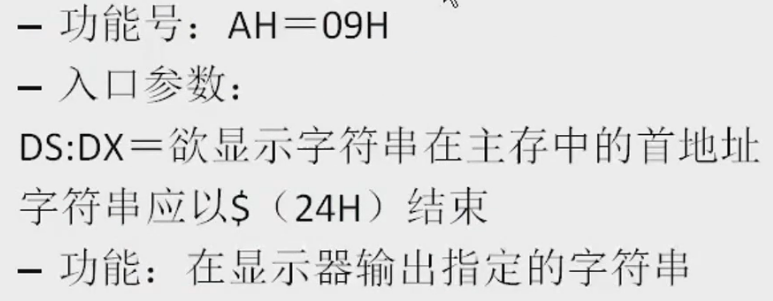 – 功能号：AH＝09H
– 入口参数：
DS:DX＝欲显示字符串在主存中的首地址
字符串应以$（24H）结束
– 功能：在显示器输出指定的字符串